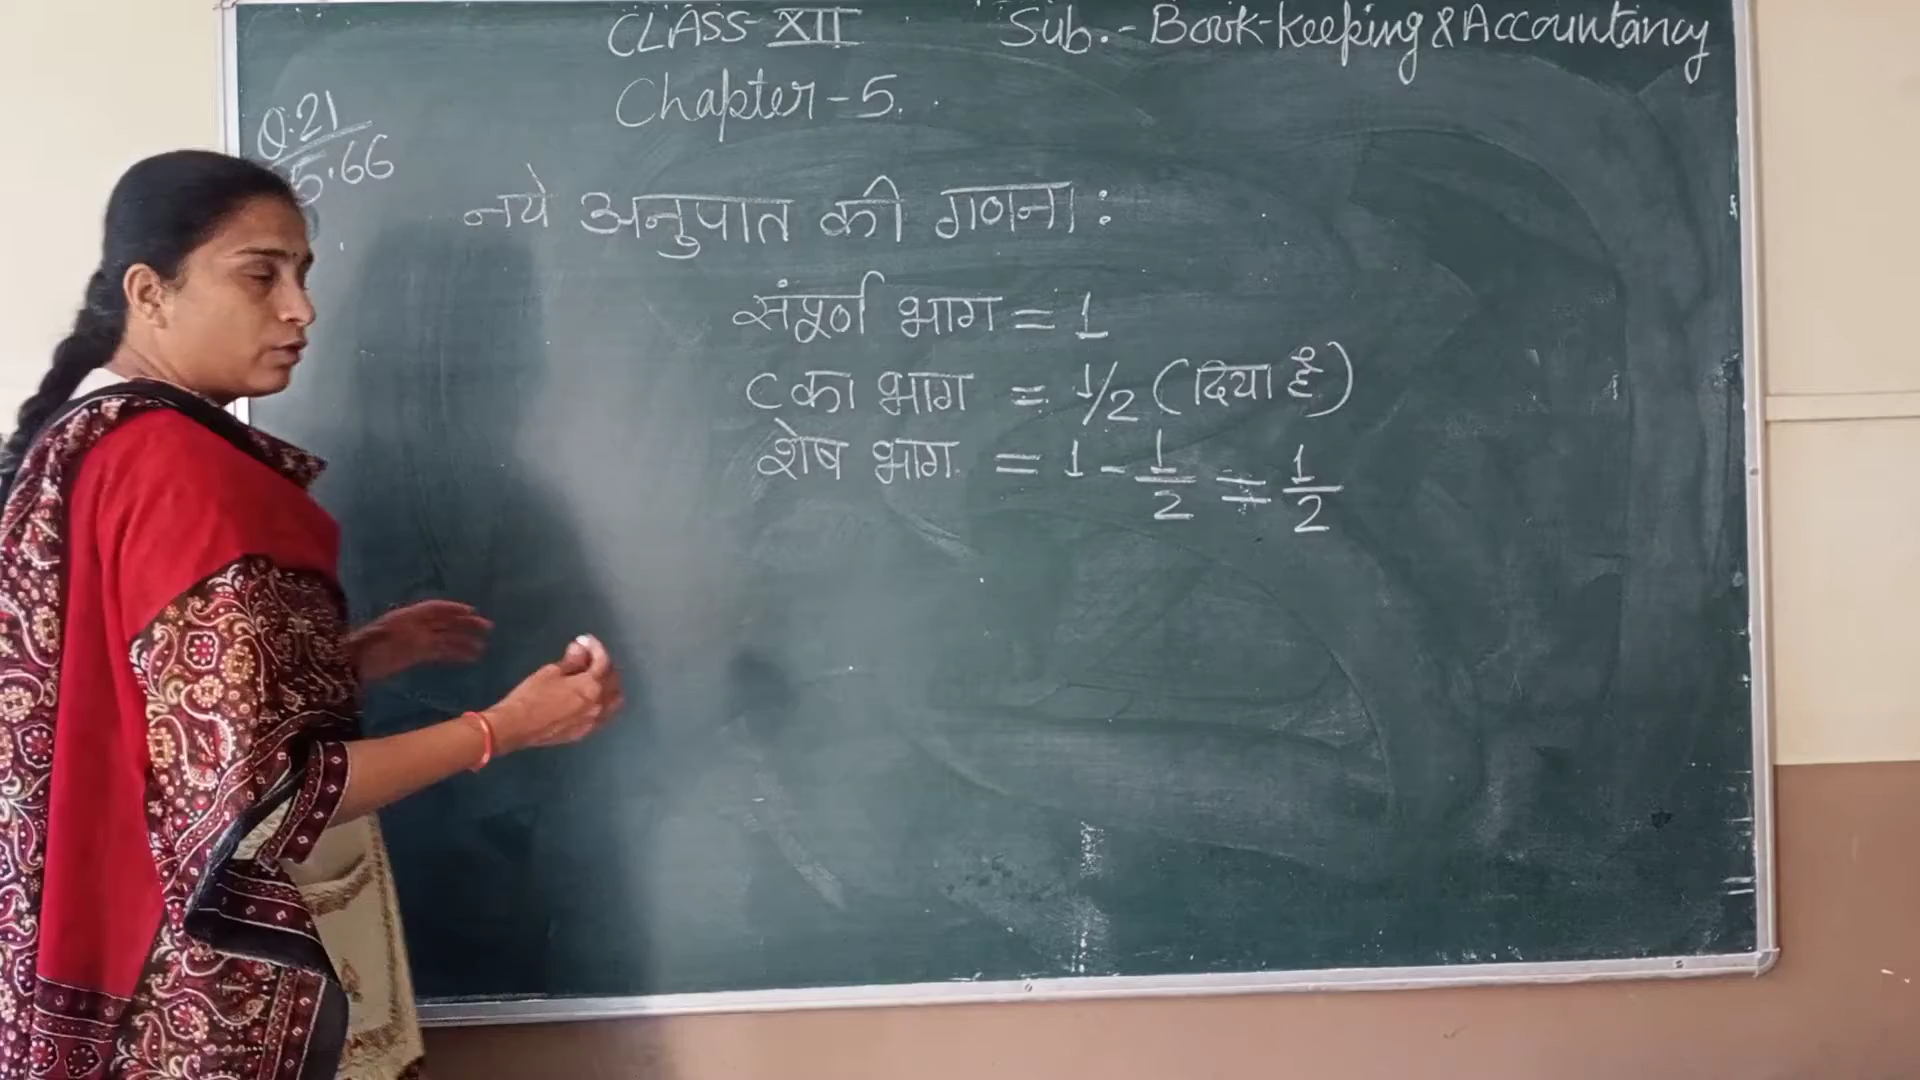 CLASS-XII Sub.- Book-keeping & Accountancy
Chapter-5.
Q.21
5.66
नये अनुपात की गणना:
संपूर्ण भाग = 1
C का भाग = 1/2 (दिया है)
शेष भाग = 1 - 1/2 = 1/2